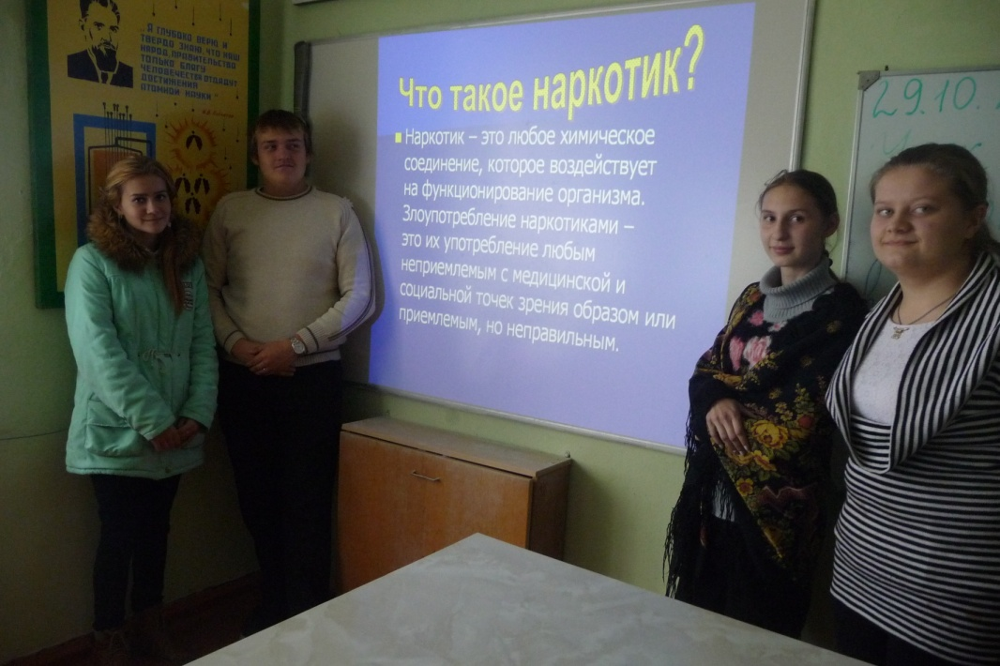 Я ГЛУБОКО ВЕРЮ И
ТВЕРДО ЗНАЮ, ЧТО НАШ
НАРОД, ПРАВИТЕЛЬСТВО
ТОЛЬКО БЛАГУ
ЧЕЛОВЕЧЕСТВА ОТДАДУТ
ДОСТИЖЕНИЯ
АТОМНОЙ НАУКИ
Что такое наркотик?
Наркотик – это любое химическое
соединение, которое воздействует
на функционирование организма.
Злоупотребление наркотиками –
это их употребление любым
неприемлемым с медицинской и
социальной точек зрения образом или
приемлемым, но неправильным.
29.10.